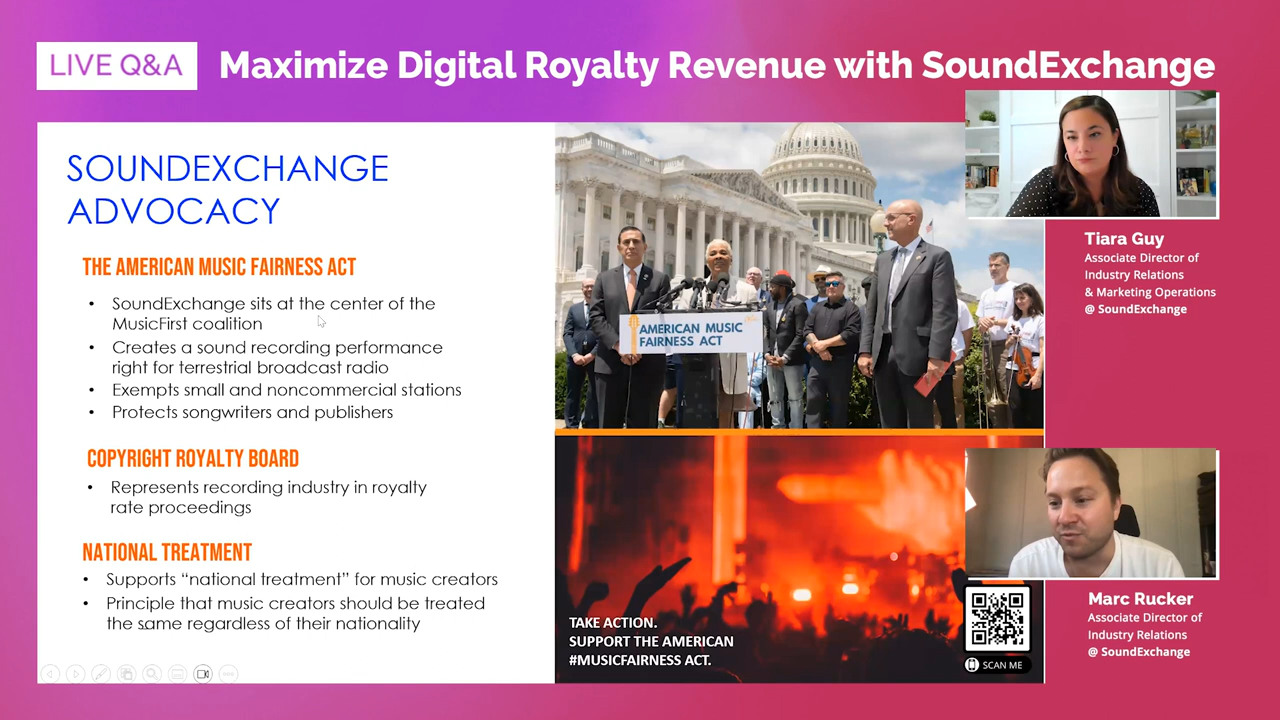 LIVE Q&A
Maximize Digital Royalty Revenue with SoundExchange
SOUNDEXCHANGE
ADVOCACY
THE AMERICAN MUSIC FAIRNESS ACT
• SoundExchange sits at the center of the
MusicFirst coalition
• Creates a sound recording performance
right for terrestrial broadcast radio
• Exempts small and noncommercial stations
• Protects songwriters and publishers
COPYRIGHT ROYALTY BOARD
• Represents recording industry in royalty
rate proceedings
NATIONAL TREATMENT
• Supports “national treatment” for music creators
• Principle that music creators should be treated
the same regardless of their nationality
AMERICAN MUSIC
FAIRNESS ACT
TAKE ACTION.
SUPPORT THE AMERICAN
#MUSICFAIRNESS ACT.
SCAN ME
Tiara Guy
Associate Director of
Industry Relations
& Marketing Operations
@ SoundExchange
Marc Rucker
Associate Director of
Industry Relations
@ SoundExchange